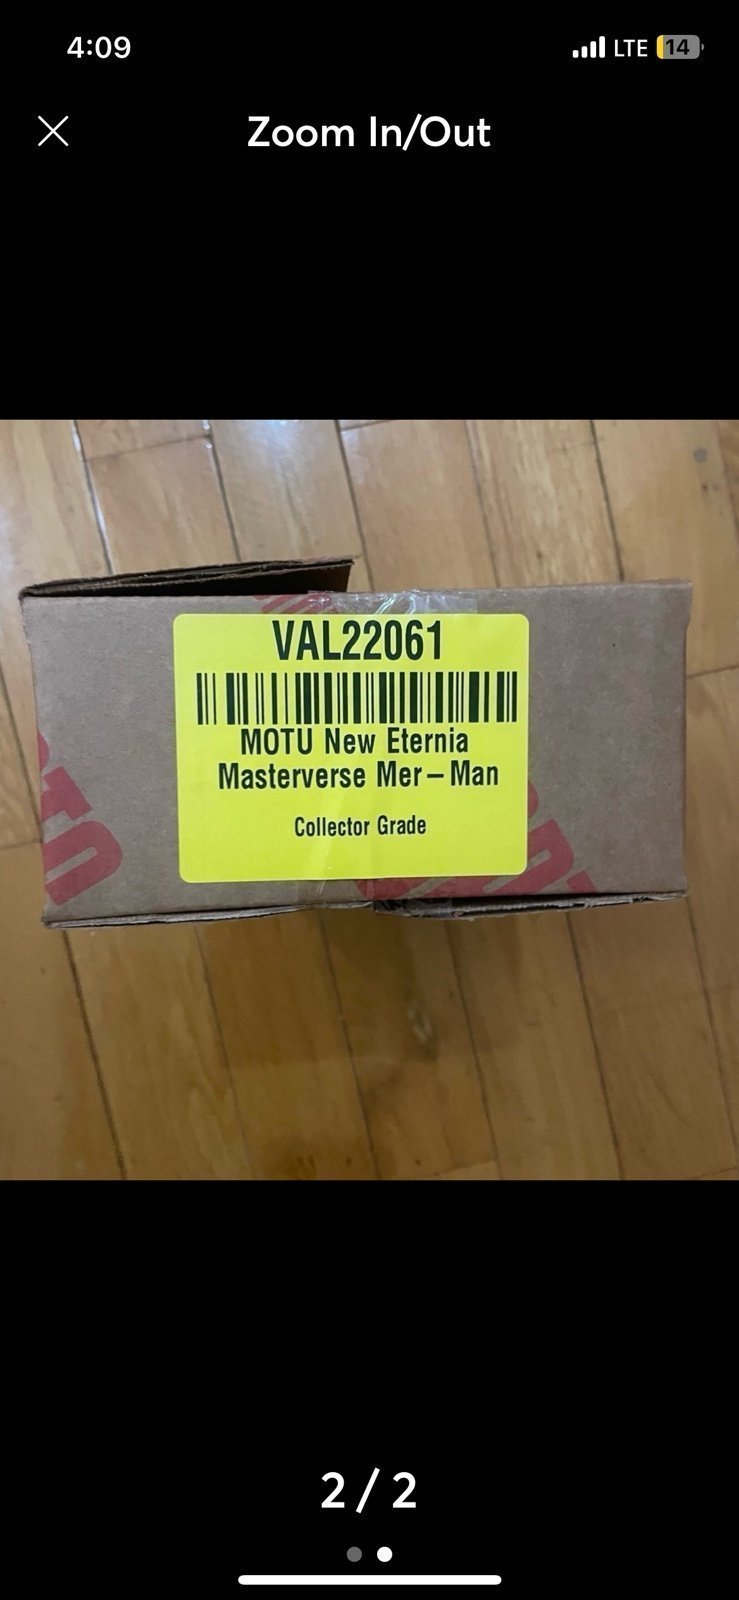 4:09
LTE 14
Zoom In/Out
VAL22061
MOTU New Eternia
Masterverse Mer-Man
Collector Grade
2 / 2